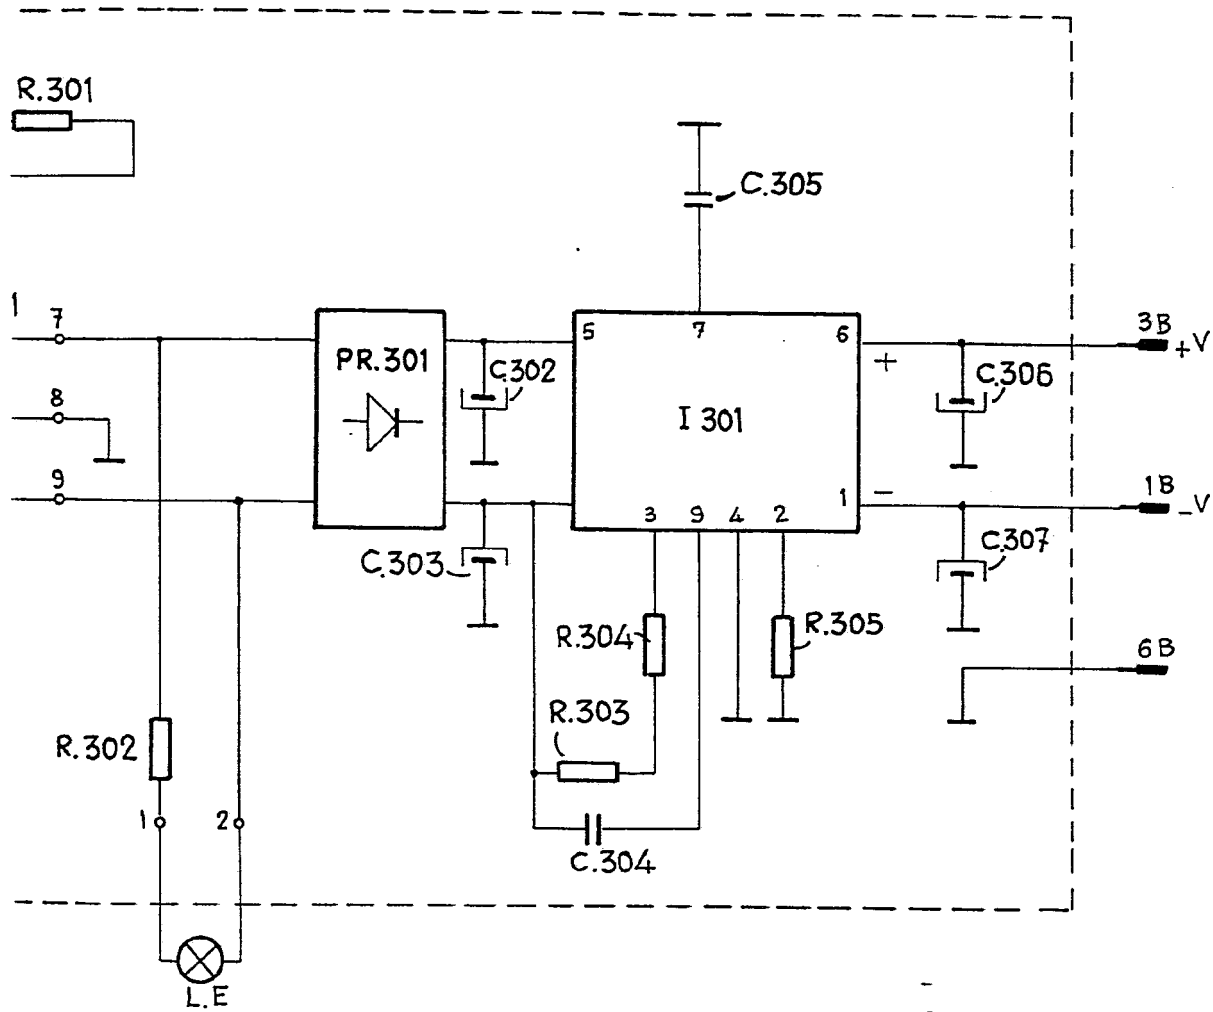 R.301
C.305
1
7
8
9
PR.301
C.302
C.303
5
7
6
I 301
3
9
4
2
1
+
−
C.306
C.307
3B
+V
1B
-V
6B
R.304
R.305
R.303
C.304
R.302
1
2
L.E